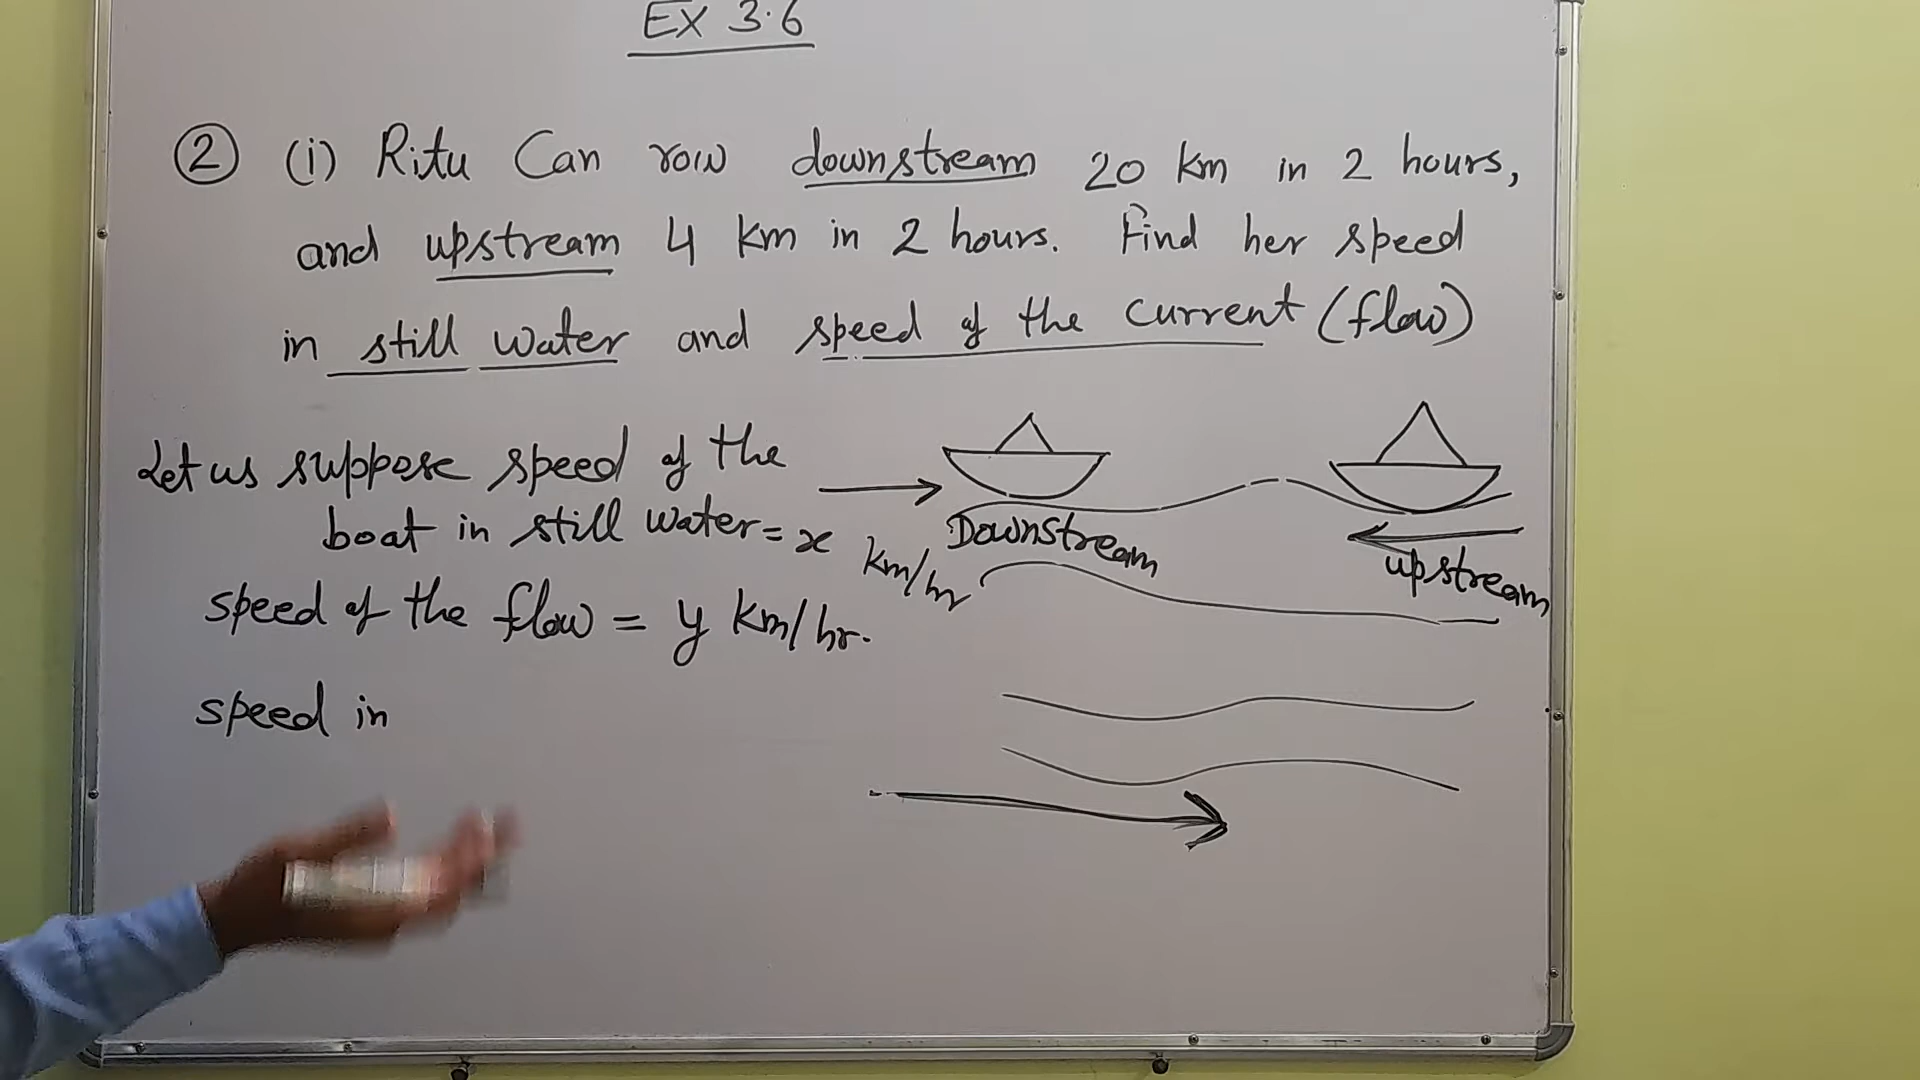 EX 3.6
② (i) Ritu Can row downstream 20 km in 2 hours,
and upstream 4 km in 2 hours. Find her speed
in still water and speed of the current (flow)
Let us suppose speed of the
boat in still water = x km/hr
speed of the flow = y km/hr.
speed in
Downstream
upstream